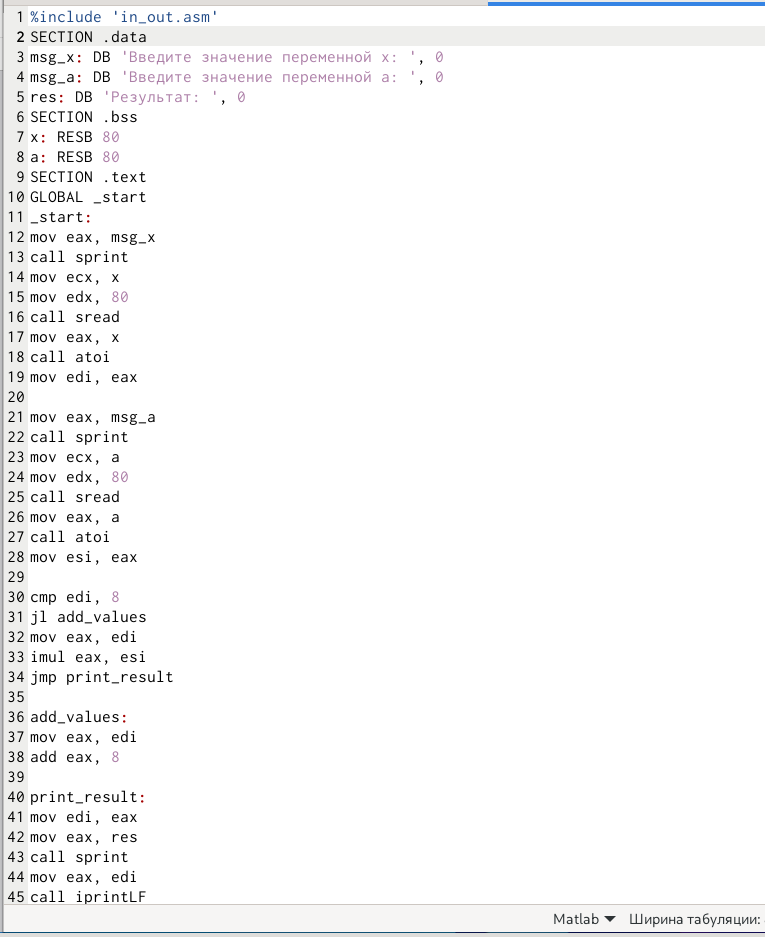 1 %include 'in_out.asm'
2 SECTION .data
3 msg_x: DB 'Введите значение переменной x: ', 0
4 msg_a: DB 'Введите значение переменной a: ', 0
5 res: DB 'Результат: ', 0
6 SECTION .bss
7 x: RESB 80
8 a: RESB 80
9 SECTION .text
10 GLOBAL _start
11 _start:
12 mov eax, msg_x
13 call sprint
14 mov ecx, x
15 mov edx, 80
16 call sread
17 mov eax, x
18 call atoi
19 mov edi, eax
20
21 mov eax, msg_a
22 call sprint
23 mov ecx, a
24 mov edx, 80
25 call sread
26 mov eax, a
27 call atoi
28 mov esi, eax
29
30 cmp edi, 8
31 jl add_values
32 mov eax, edi
33 imul eax, esi
34 jmp print_result
35
36 add_values:
37 mov eax, edi
38 add eax, 8
39
40 print_result:
41 mov edi, eax
42 mov eax, res
43 call sprint
44 mov eax, edi
45 call iprintLF
Matlab Ширина табуляции: